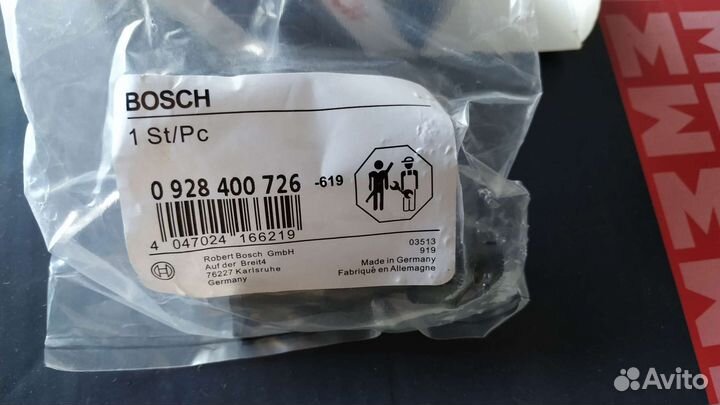 BOSCH
1 St/Pc
0 928 400 726 -619
4 047024 166219
Robert Bosch GmbH
Auf der Breit4
76227 Karlsruhe
Germany
03513
919
Made in Germany
Fabriqué en Allemagne
M
M
M
M
Avito